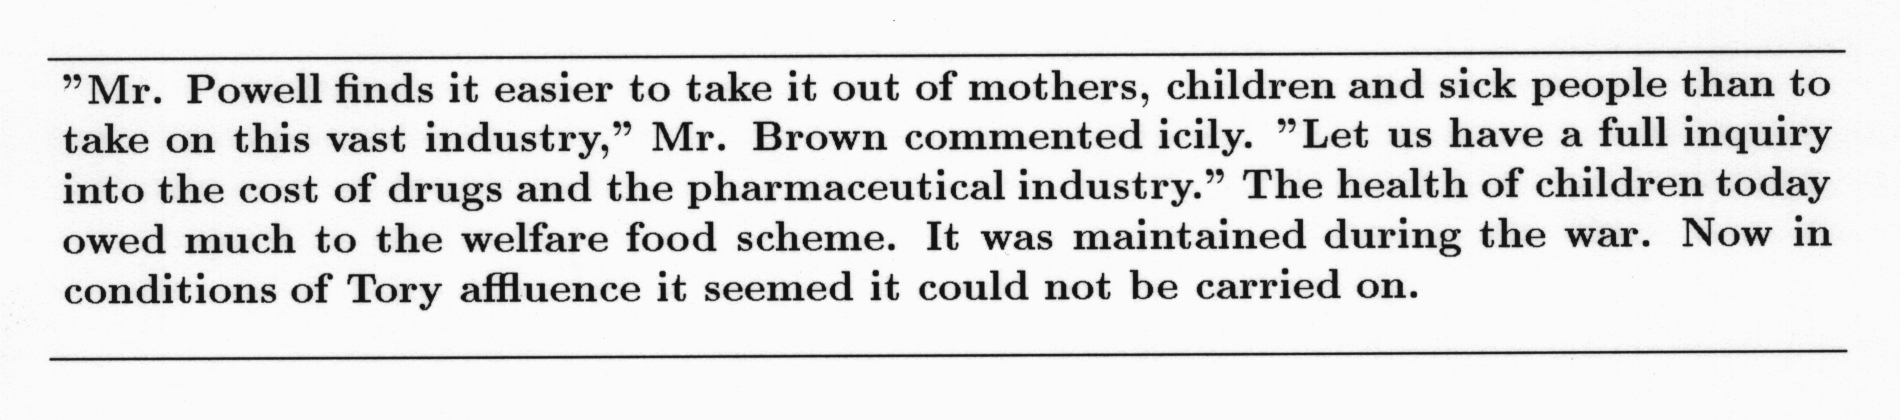 ”Mr. Powell finds it easier to take it out of mothers, children and sick people than to
take on this vast industry,” Mr. Brown commented icily. ”Let us have a full inquiry
into the cost of drugs and the pharmaceutical industry.” The health of children today
owed much to the welfare food scheme. It was maintained during the war. Now in
conditions of Tory affluence it seemed it could not be carried on.